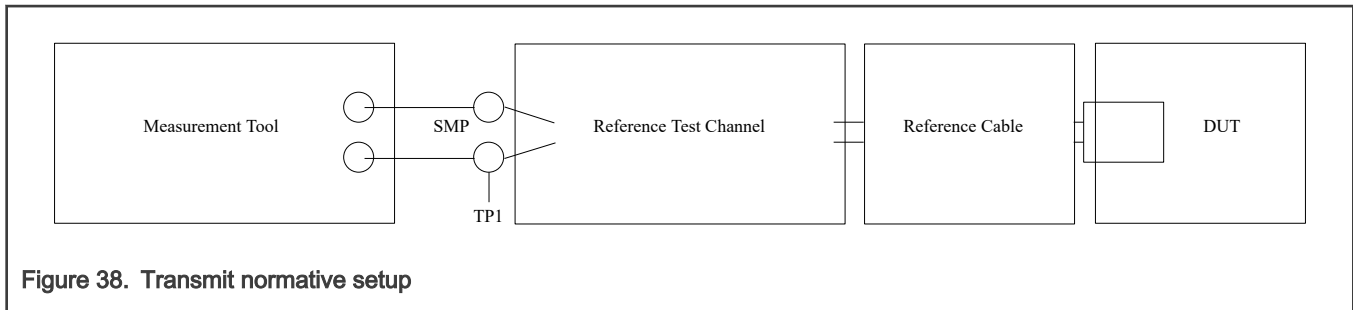 Measurement Tool
SMP
Reference Test Channel
Reference Cable
DUT
TP1
Figure 38. Transmit normative setup